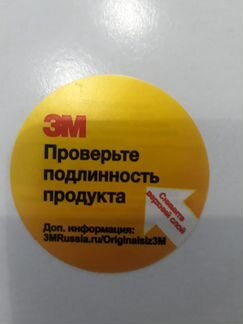 3M
Проверьте
подлинность
продукта
Снимите
верхний слой
Доп. информация:
3MRussia.ru/Originalsiz3M